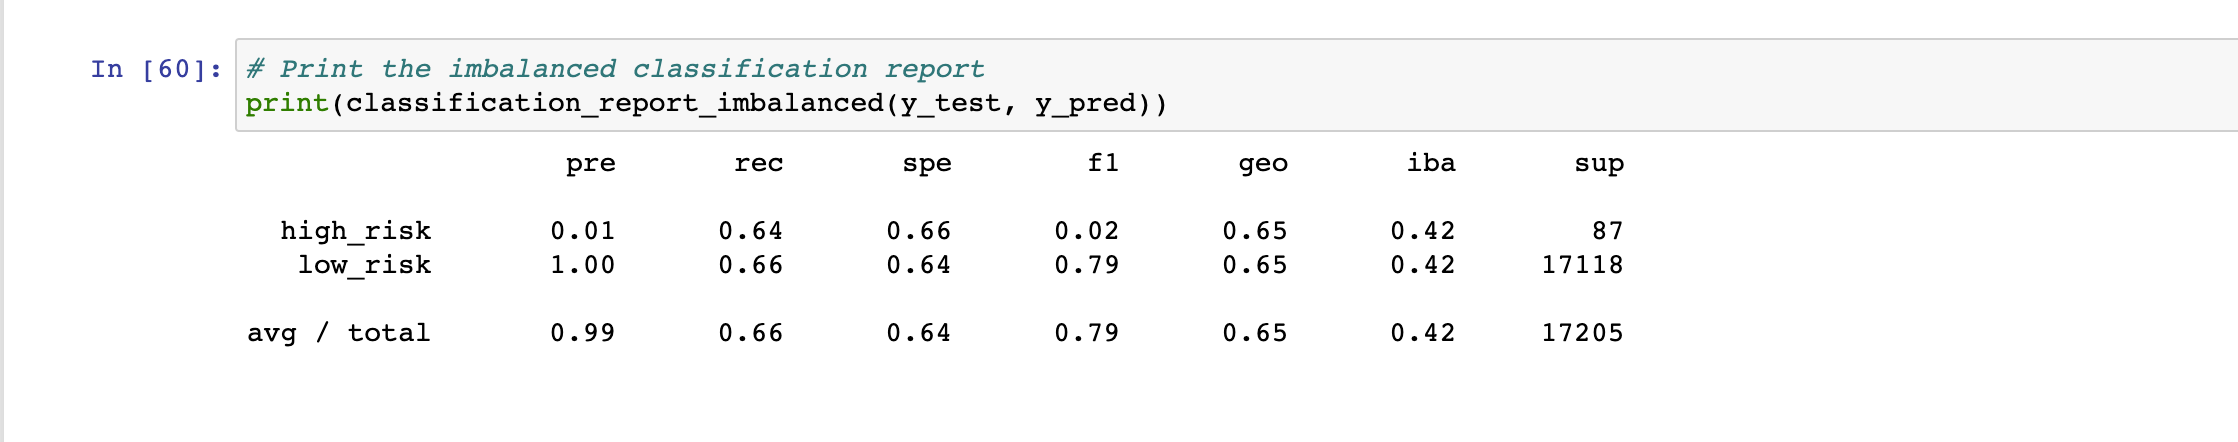 In [60]: # Print the imbalanced classification report
print(classification_report_imbalanced(y_test, y_pred))
pre rec spe f1 geo iba sup
high_risk 0.01 0.64 0.66 0.02 0.65 0.42 87
low_risk 1.00 0.66 0.64 0.79 0.65 0.42 17118
avg / total 0.99 0.66 0.64 0.79 0.65 0.42 17205